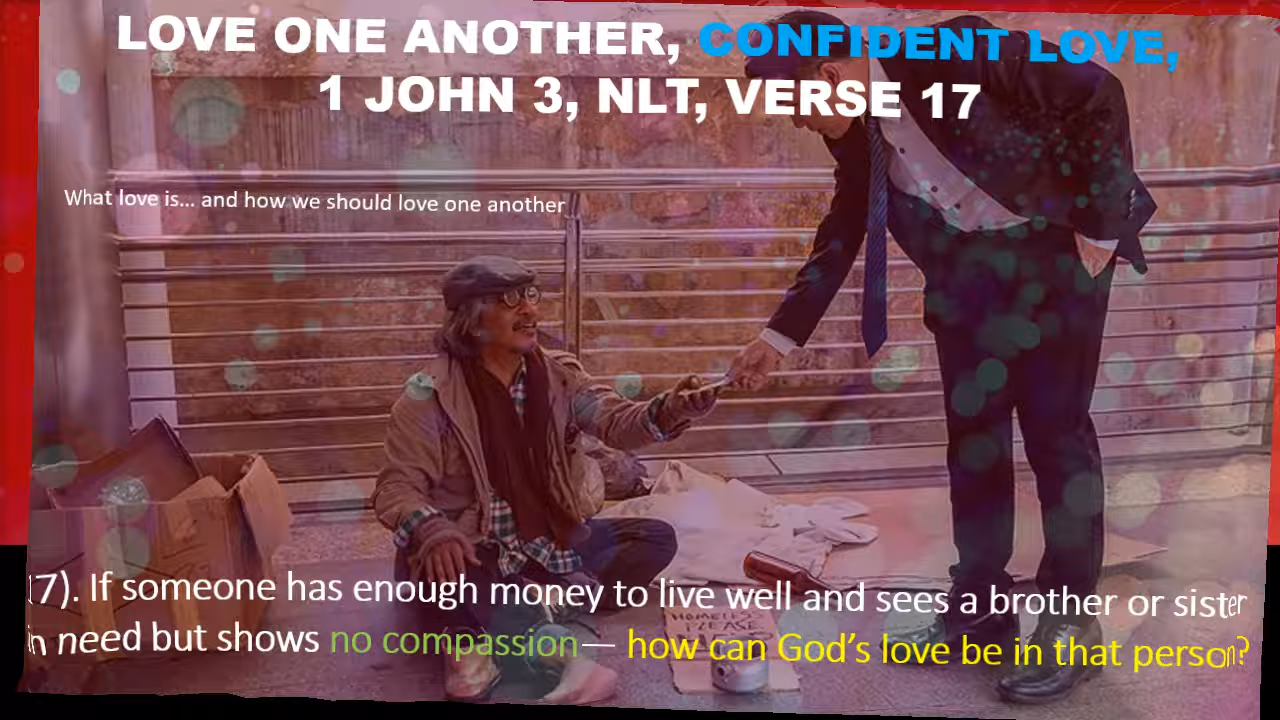 LOVE ONE ANOTHER, CONFIDENT LOVE,
1 JOHN 3, NLT, VERSE 17
What love is... and how we should love one another
17). If someone has enough money to live well and sees a brother or sister
in need but shows no compassion— how can God's love be in that person?
HOMELESS
PLEASE